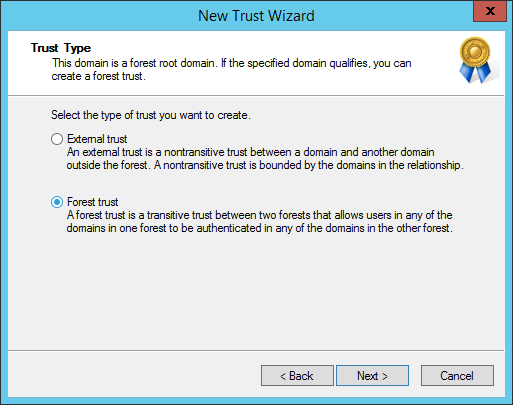 New Trust Wizard
X
Trust Type
This domain is a forest root domain. If the specified domain qualifies, you can
create a forest trust.
Select the type of trust you want to create.
External trust
An external trust is a nontransitive trust between a domain and another domain
outside the forest. A nontransitive trust is bounded by the domains in the relationship.
Forest trust
A forest trust is a transitive trust between two forests that allows users in any of the
domains in one forest to be authenticated in any of the domains in the other forest.
< Back Next > Cancel